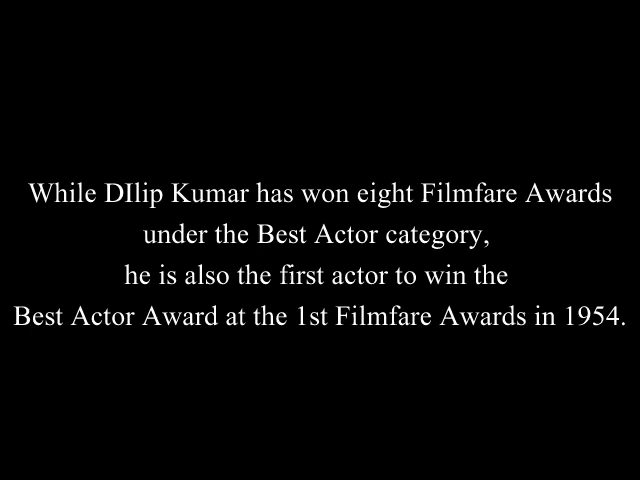 While DIlip Kumar has won eight Filmfare Awards
under the Best Actor category,
he is also the first actor to win the
Best Actor Award at the 1st Filmfare Awards in 1954.